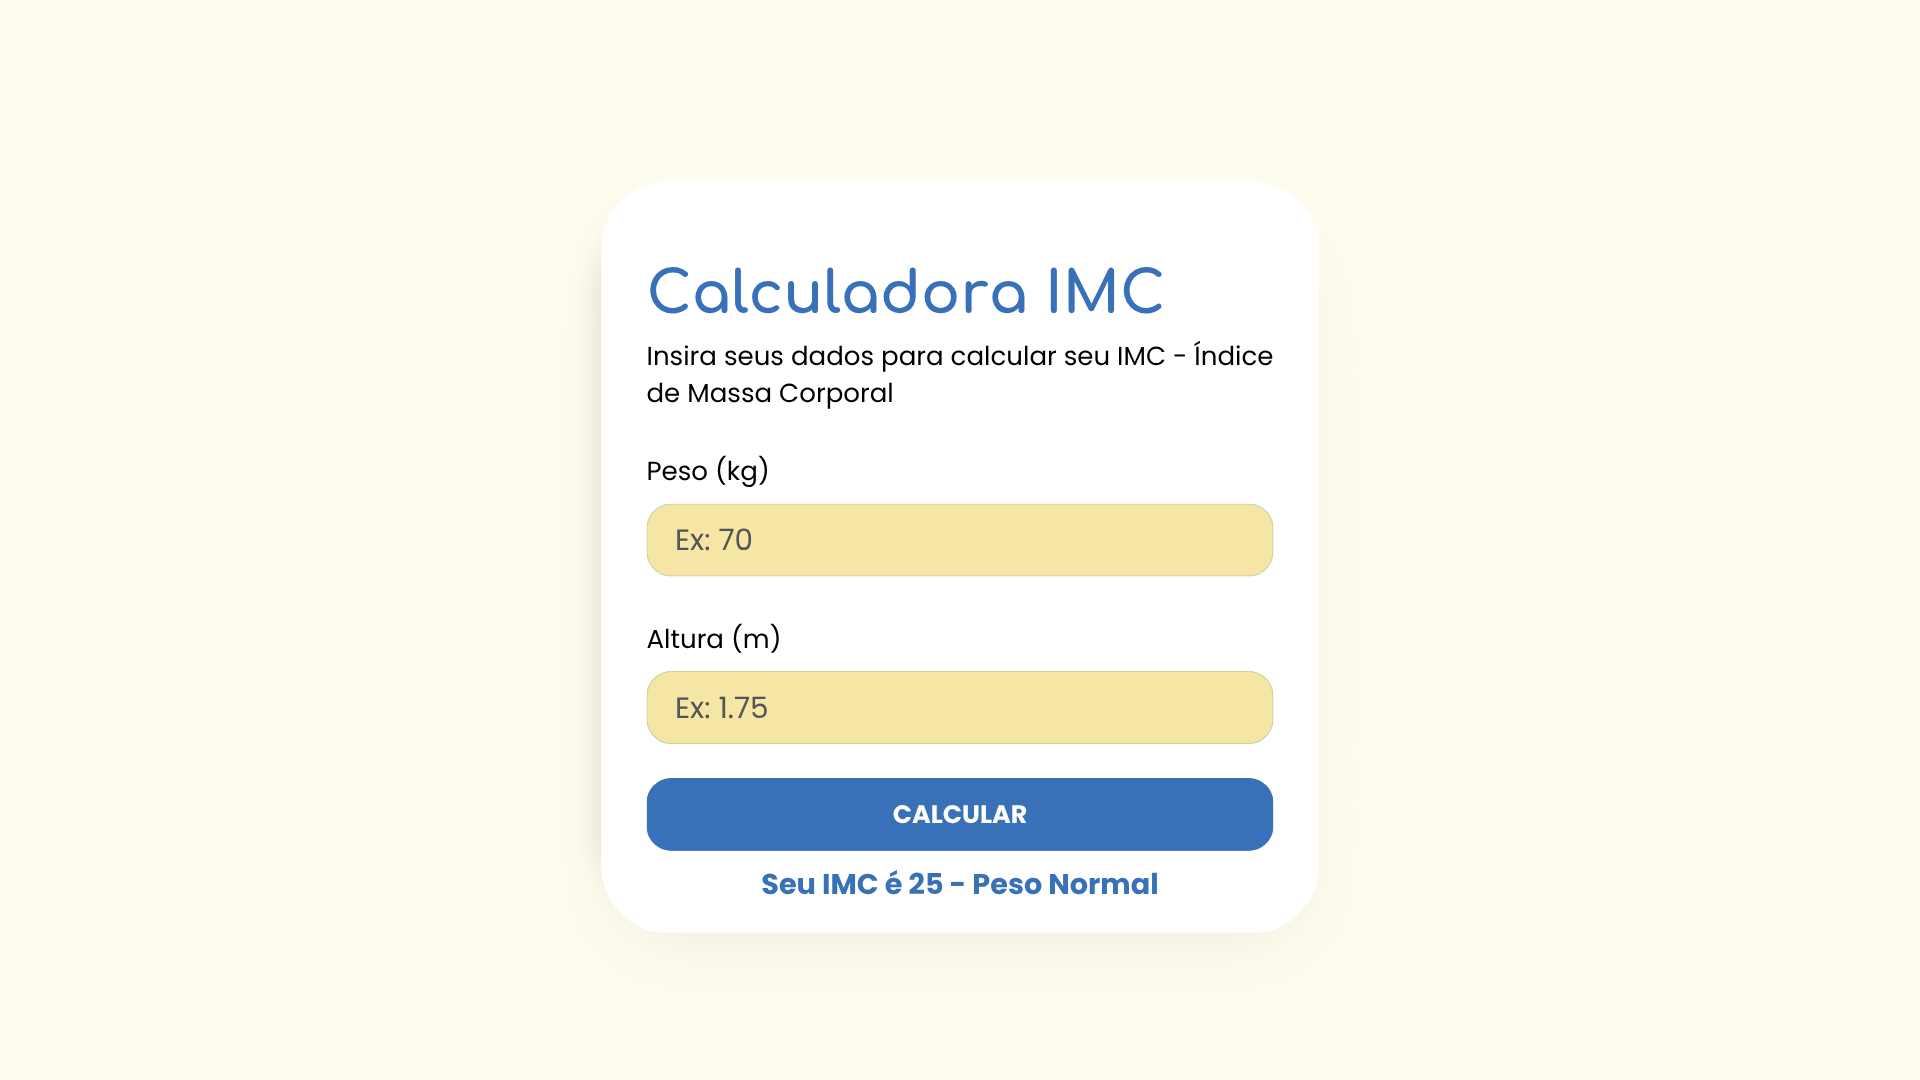 Calculadora IMC
Insira seus dados para calcular seu IMC - Índice
de Massa Corporal
Peso (kg)
Ex: 70
Altura (m)
Ex: 1.75
CALCULAR
Seu IMC é 25 - Peso Normal